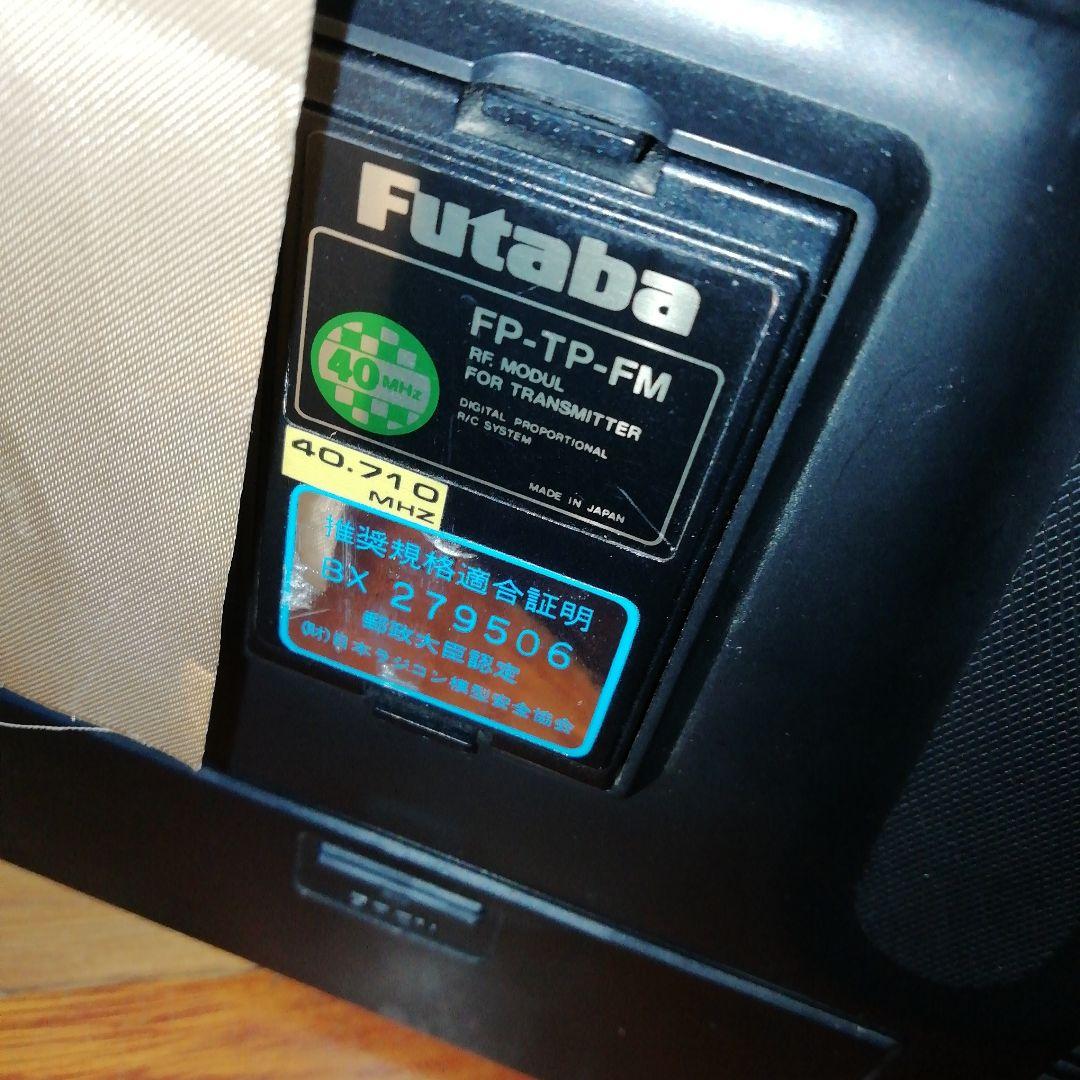 Futaba
FP-TP-FM
RF. MODUL
FOR TRANSMITTER
DIGITAL PROPORTIONAL
R/C SYSTEM
MADE IN JAPAN
40 MHz
40.710
MHZ
推奨規格適合証明
BX 279506
郵政大臣認定
(財)日本ラジコン模型安全協会